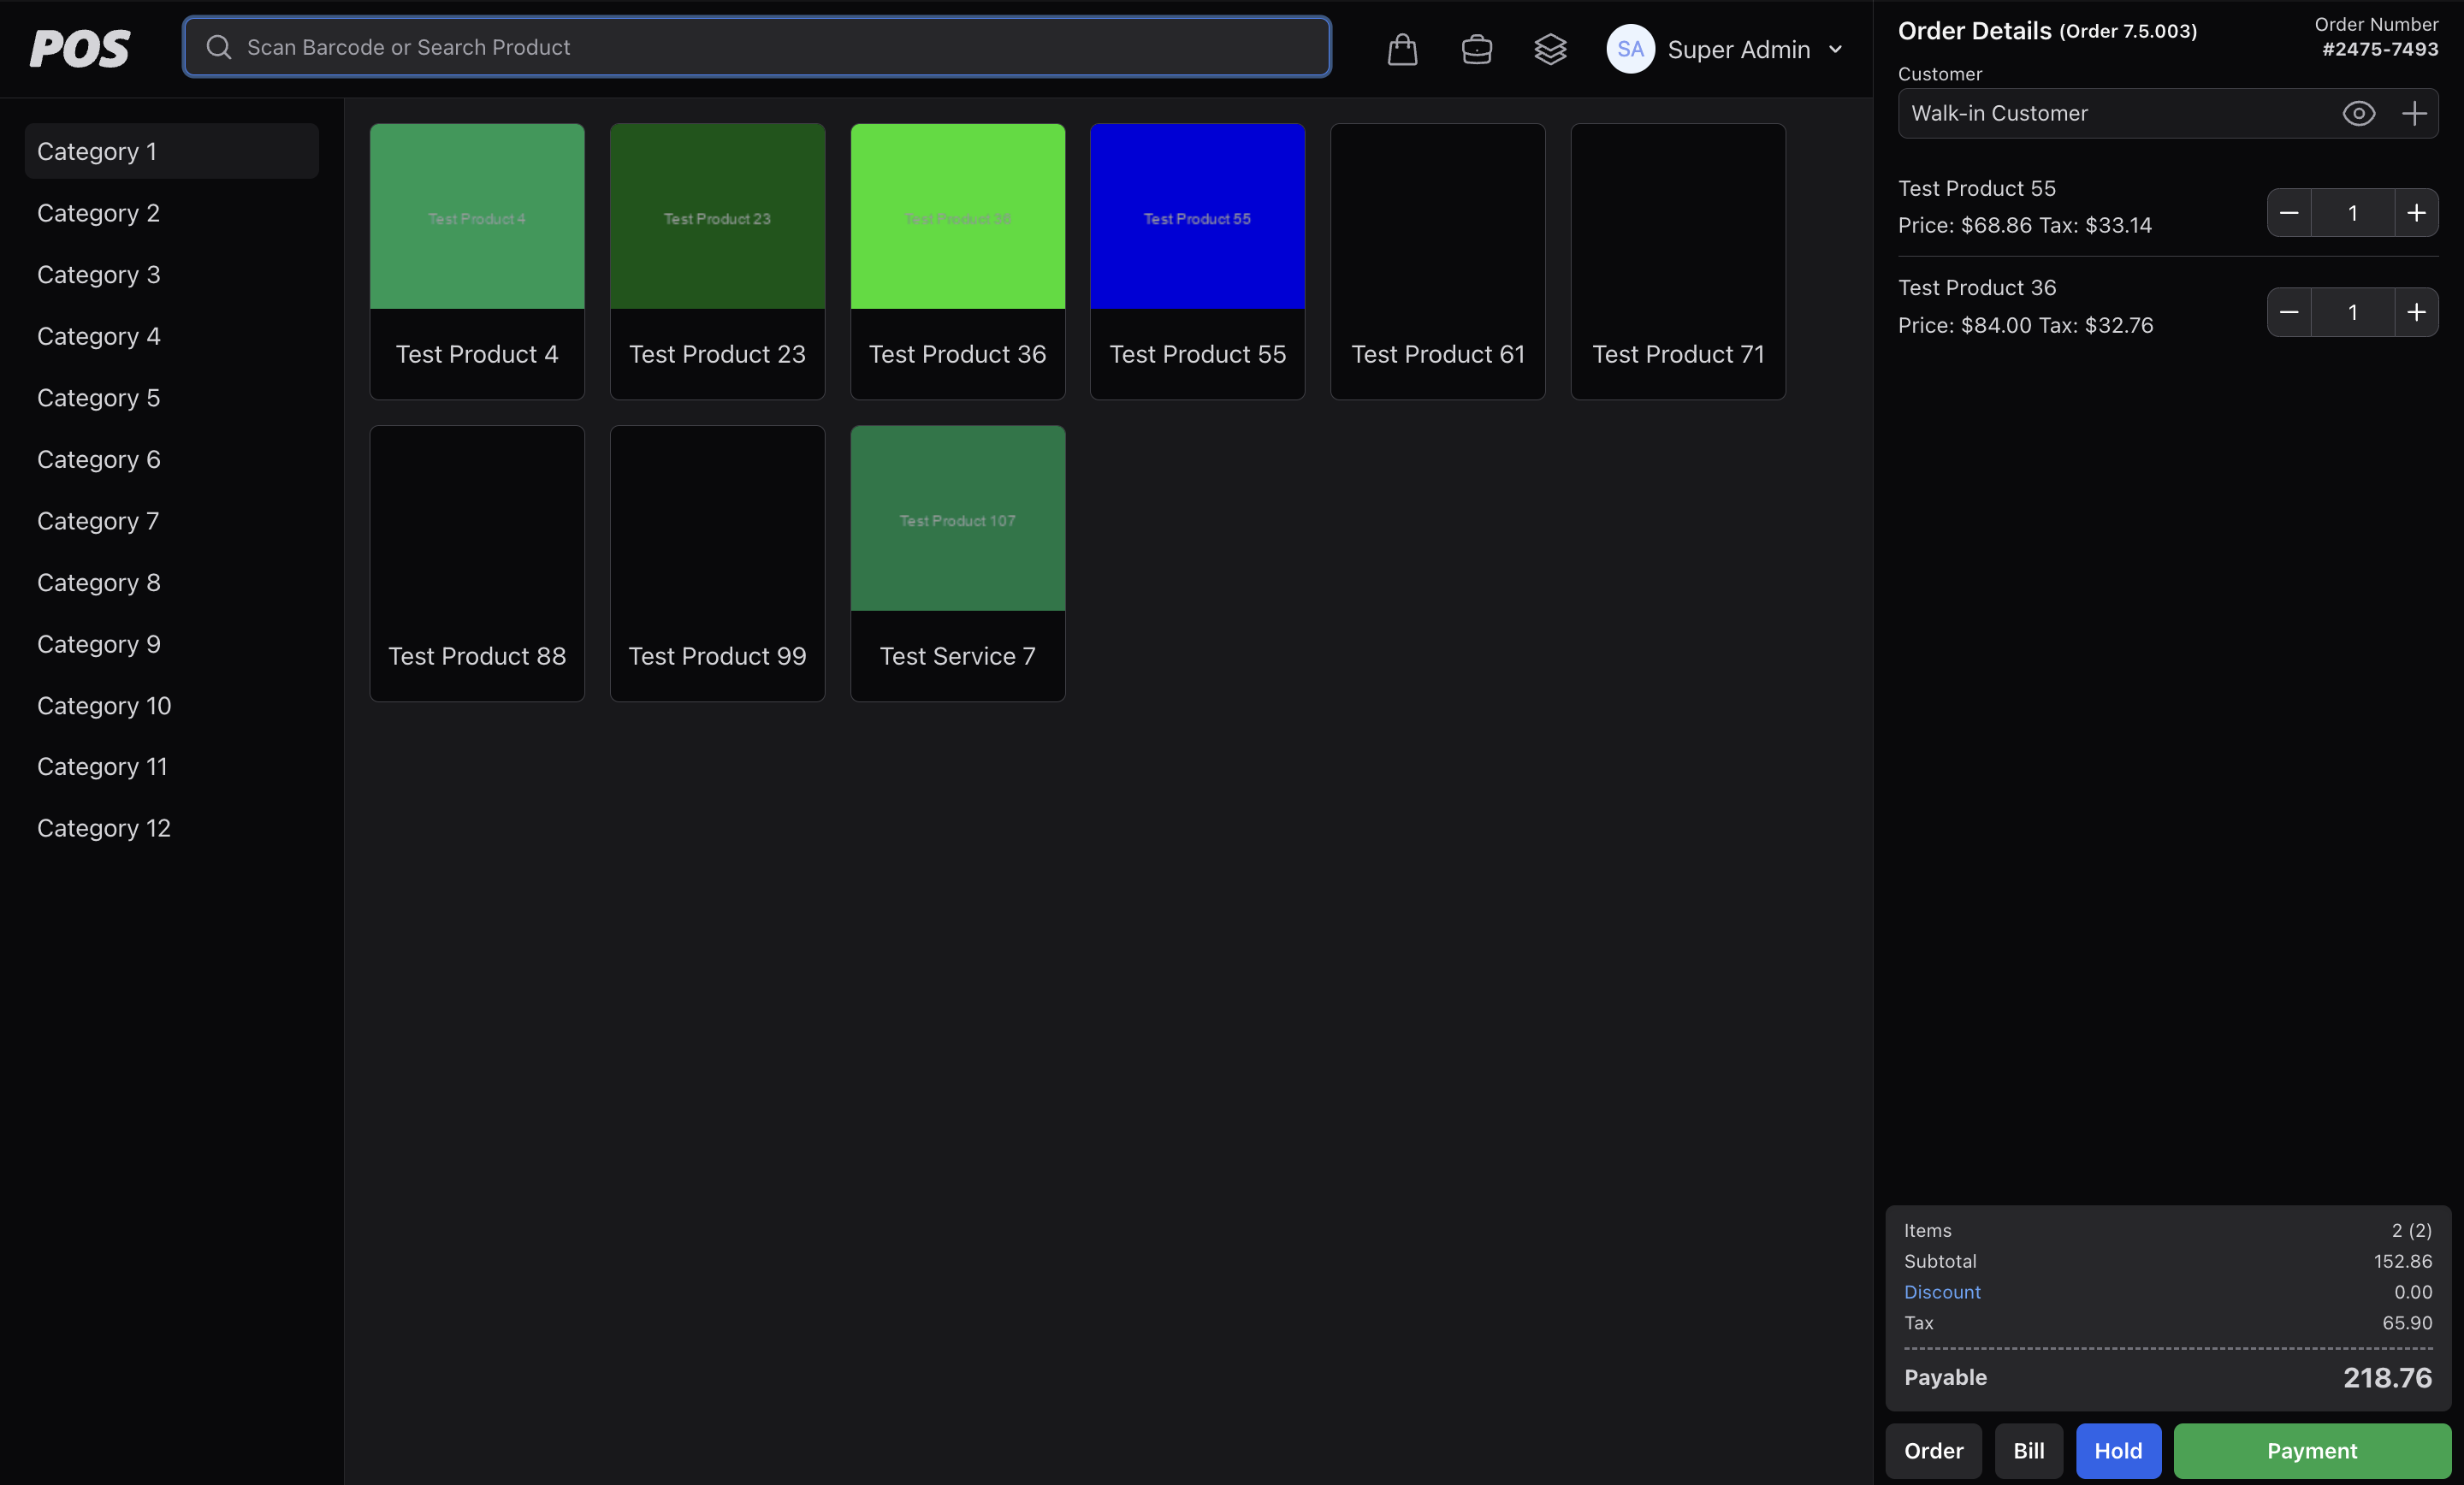 POS
Scan Barcode or Search Product
SA Super Admin
Category 1
Category 2
Category 3
Category 4
Category 5
Category 6
Category 7
Category 8
Category 9
Category 10
Category 11
Category 12
Test Product 4
Test Product 23
Test Product 36
Test Product 55
Test Product 4
Test Product 23
Test Product 36
Test Product 55
Test Product 61
Test Product 71
Test Product 107
Test Product 88
Test Product 99
Test Service 7
Order Details (Order 7.5.003)
Order Number
#2475-7493
Customer
Walk-in Customer
Test Product 55
Price: $68.86 Tax: $33.14
1
Test Product 36
Price: $84.00 Tax: $32.76
1
Items 2 (2)
Subtotal 152.86
Discount 0.00
Tax 65.90
Payable 218.76
Order Bill Hold Payment